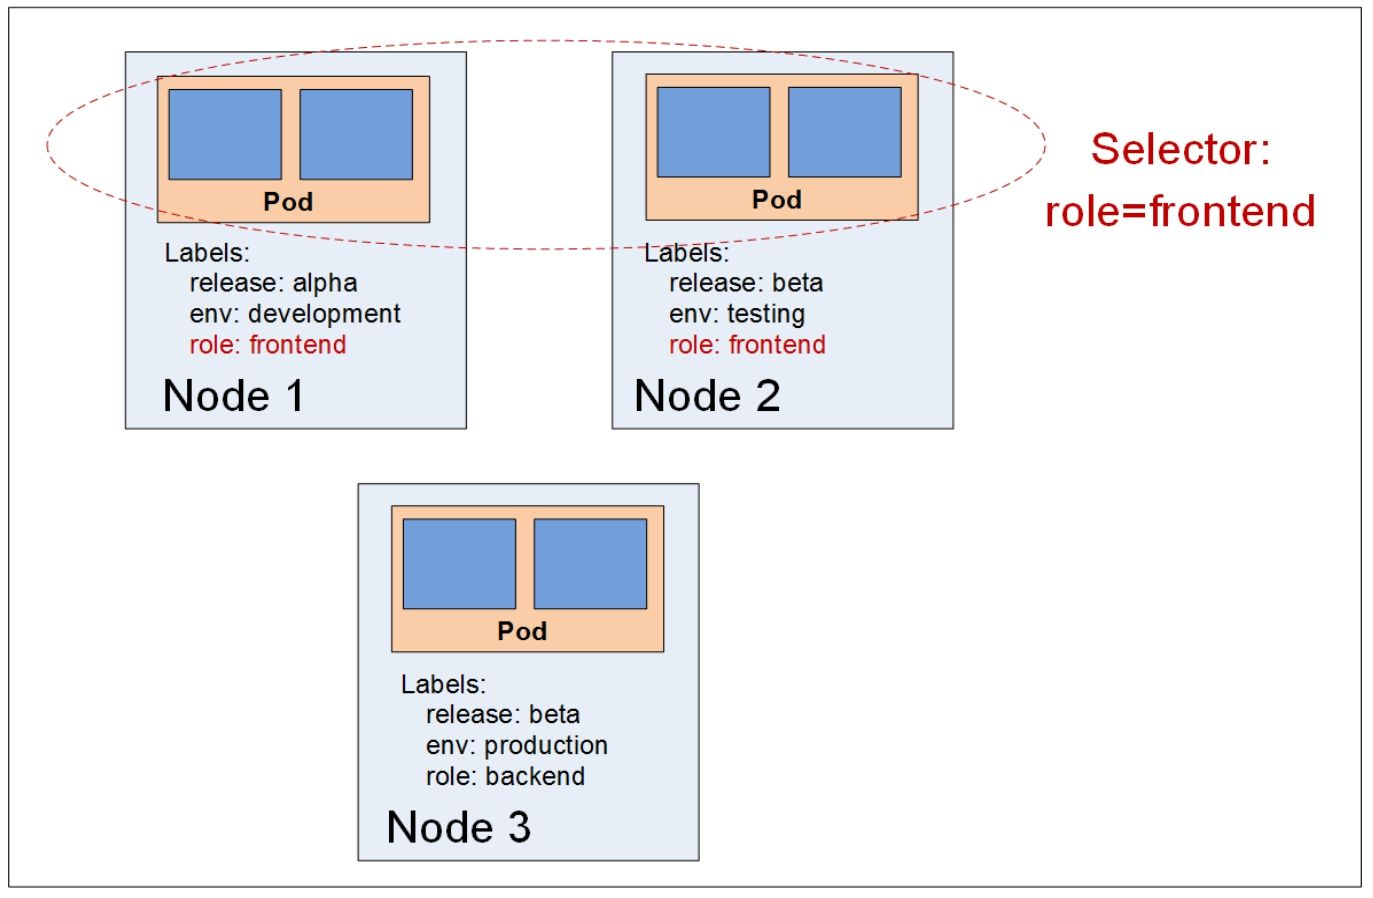 Pod
Labels:
release: alpha
env: development
role: frontend
Node 1
Pod
Labels:
release: beta
env: testing
role: frontend
Node 2
Selector:
role=frontend
Pod
Labels:
release: beta
env: production
role: backend
Node 3